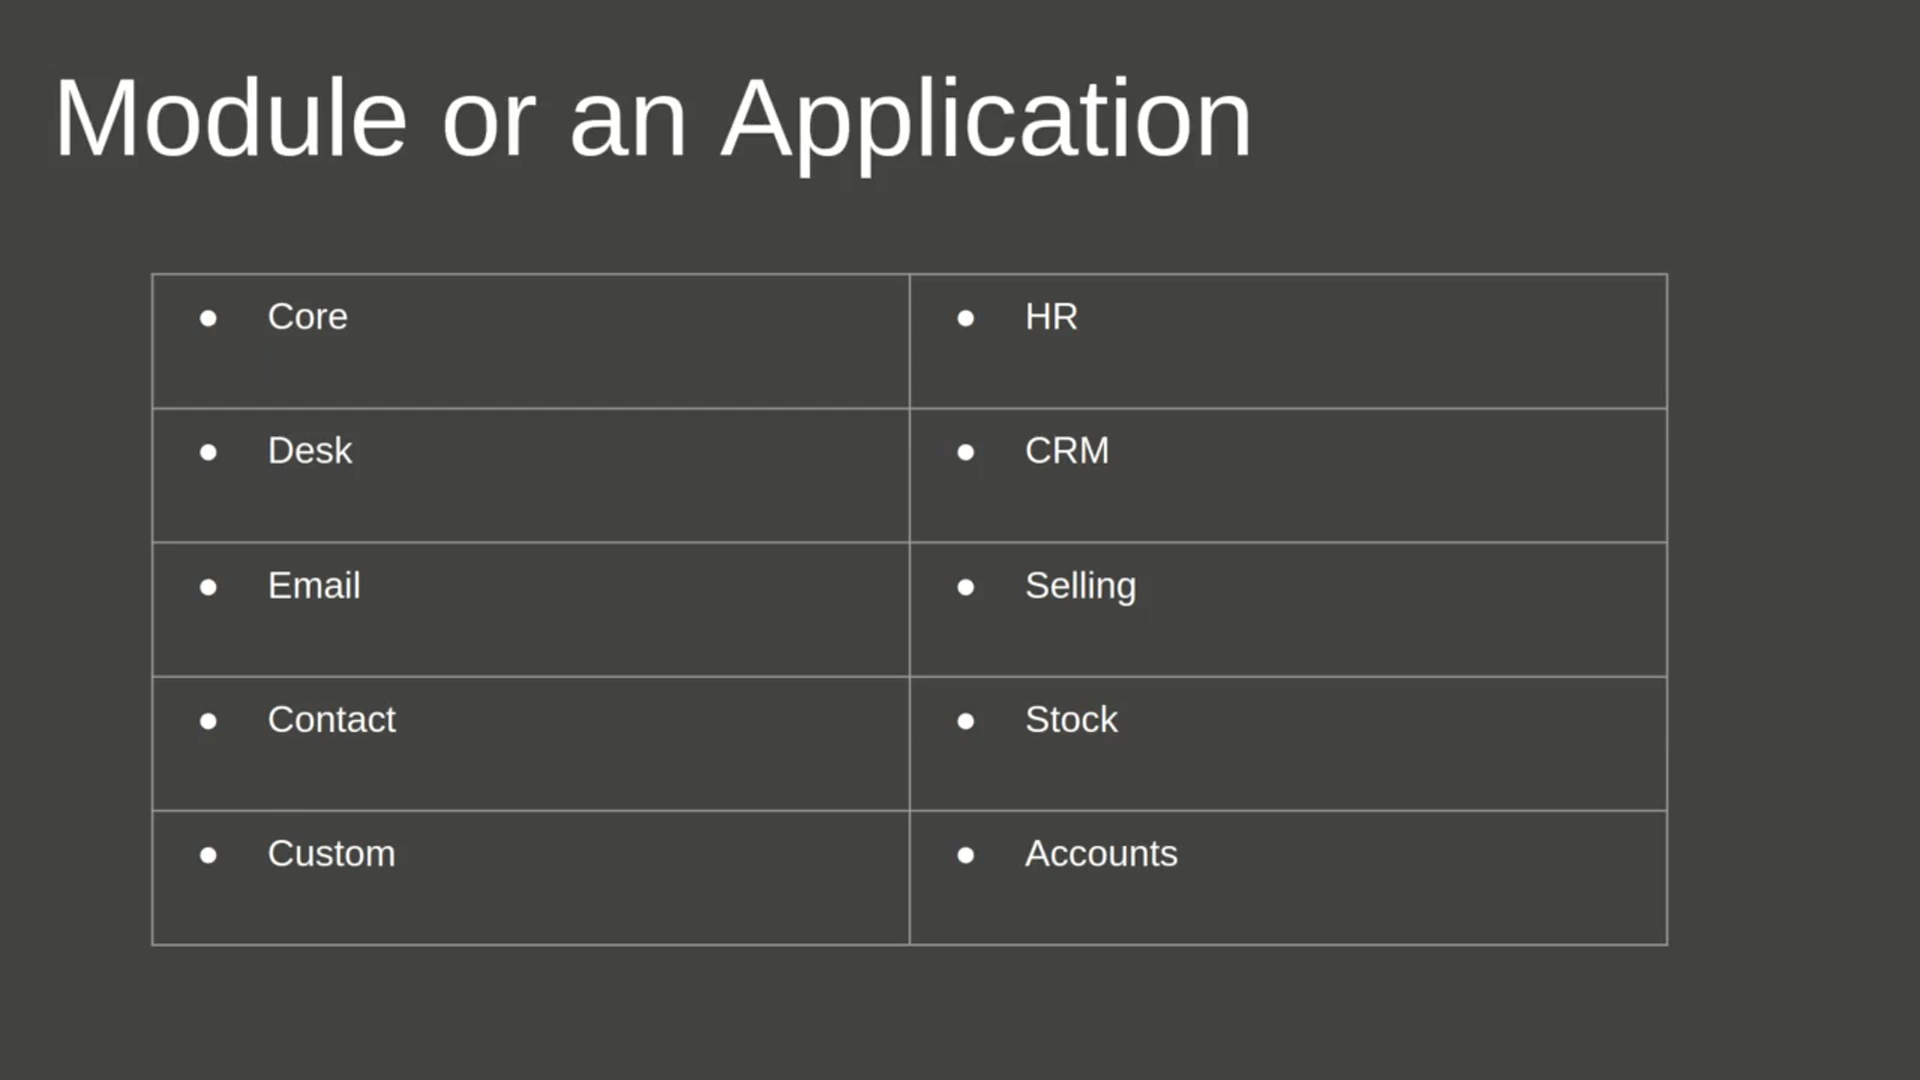 Module or an Application
● Core
● HR
● Desk
● CRM
● Email
● Selling
● Contact
● Stock
● Custom
● Accounts